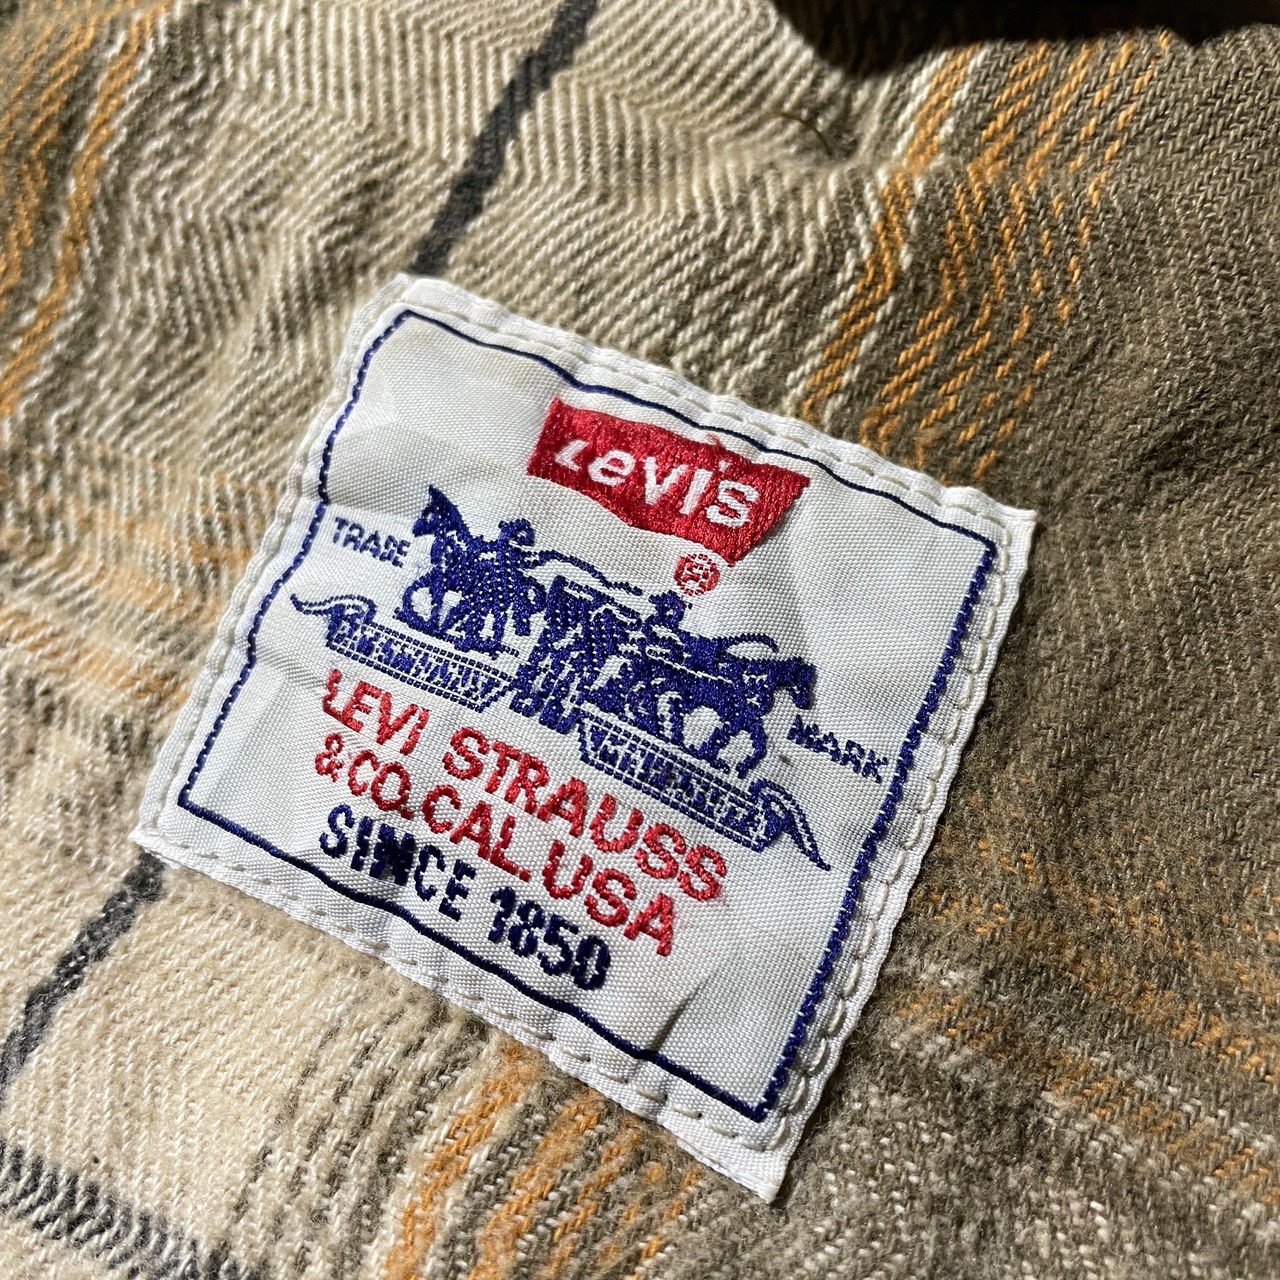 Levi's
®
TRADE MARK
LEVI STRAUSS
& CO. CAL. USA
SINCE 1850